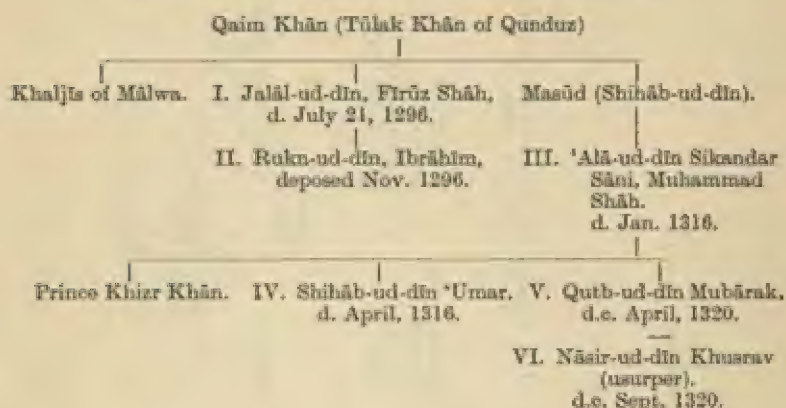 Qaim Khān (Tūlak Khān of Qunduz)
Khaljīs of Mālwa. I. Jalāl-ud-dīn, Fīrūz Shāh, Masūd (Shihāb-ud-dīn).
d. July 21, 1296.
II. Rukn-ud-dīn, Ibrāhīm, III. 'Alā-ud-dīn Sikandar
deposed Nov. 1296. Sāni, Muhammad
Shāh.
d. Jan. 1316.
Prince Khizr Khān. IV. Shihāb-ud-dīn 'Umar, V. Qutb-ud-dīn Mubārak,
d. April, 1316. d.c. April, 1320.
VI. Nāsir-ud-dīn Khusrav
(usurper).
d.c. Sept. 1320.